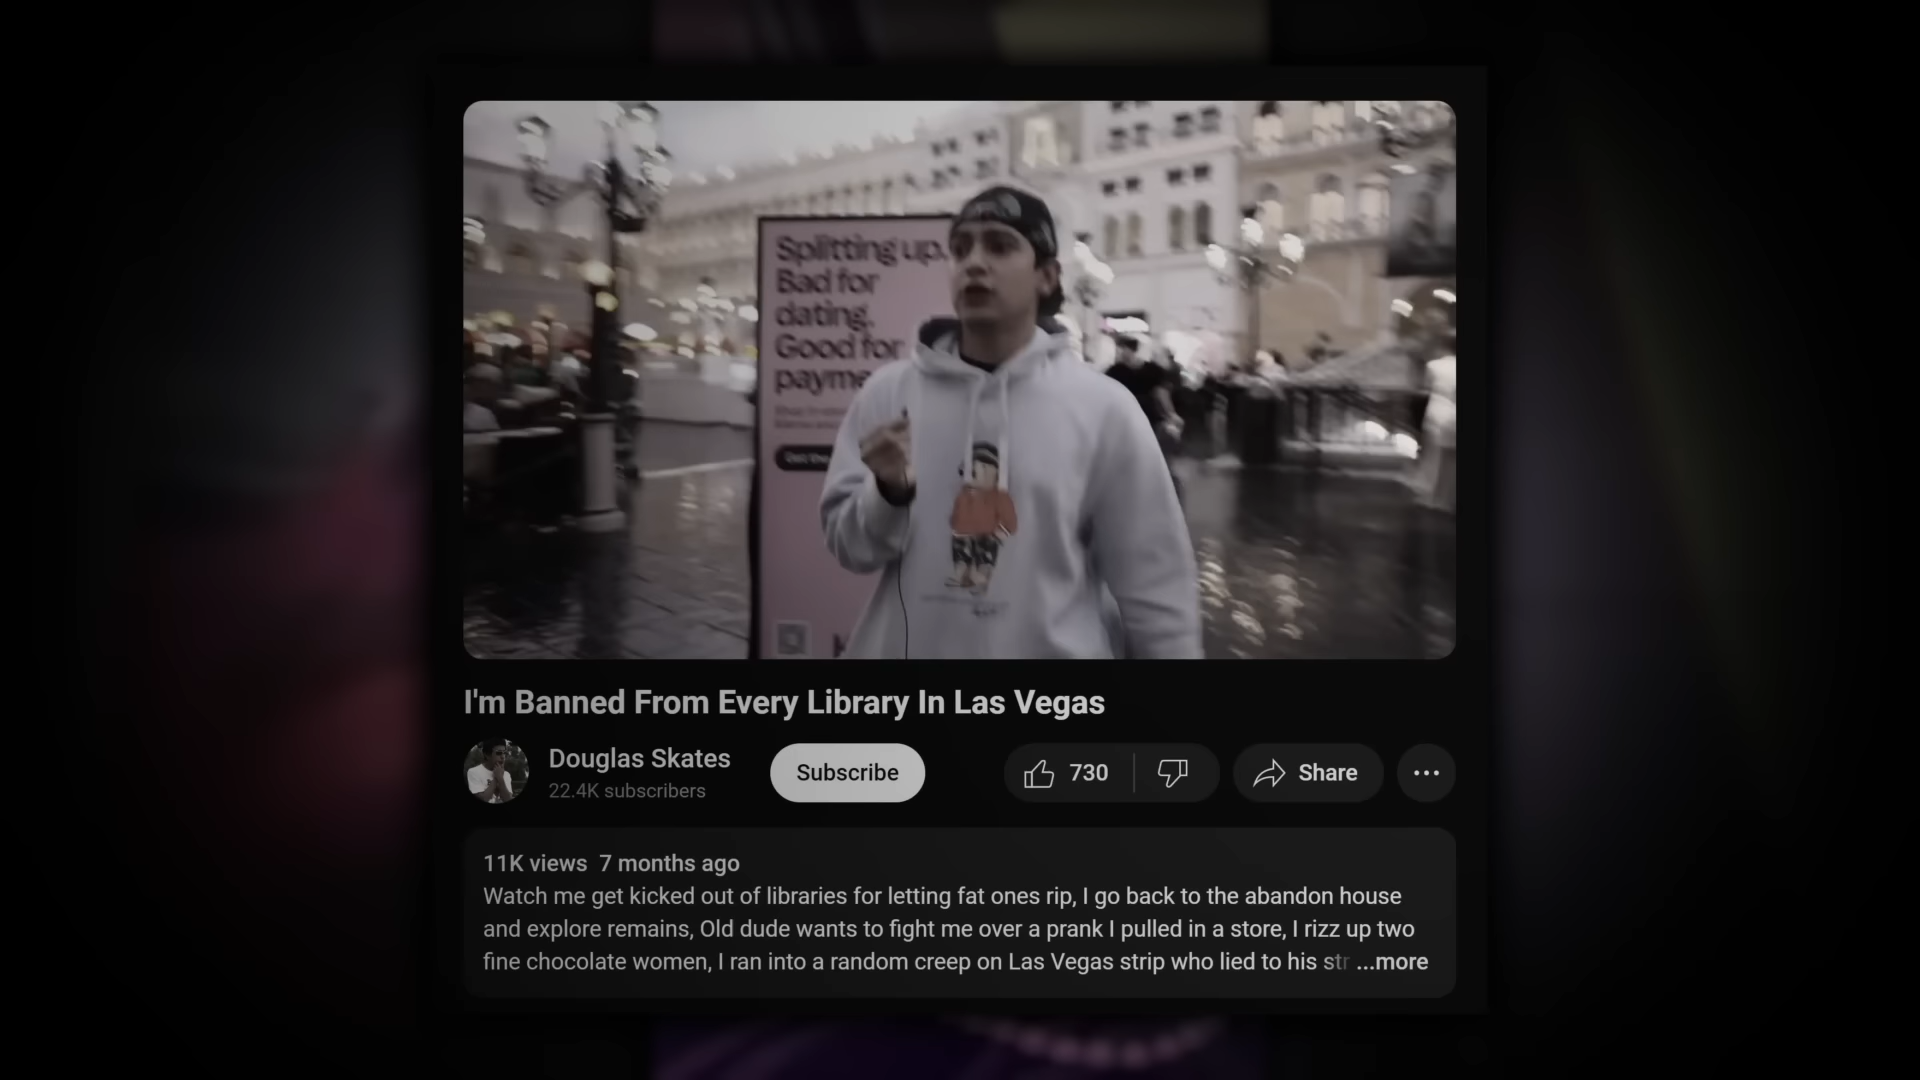 Splitting up.
Bad for
dating.
Good for
payme
I'm Banned From Every Library In Las Vegas
Douglas Skates
22.4K subscribers
Subscribe
730
Share
11K views 7 months ago
Watch me get kicked out of libraries for letting fat ones rip, I go back to the abandon house
and explore remains, Old dude wants to fight me over a prank I pulled in a store, I rizz up two
fine chocolate women, I ran into a random creep on Las Vegas strip who lied to his str ...more